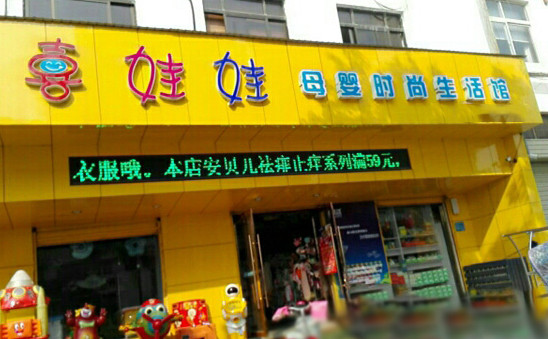 喜娃娃 母婴时尚生活馆
衣服哦。本店安贝儿祛痱止痒系列满59元,